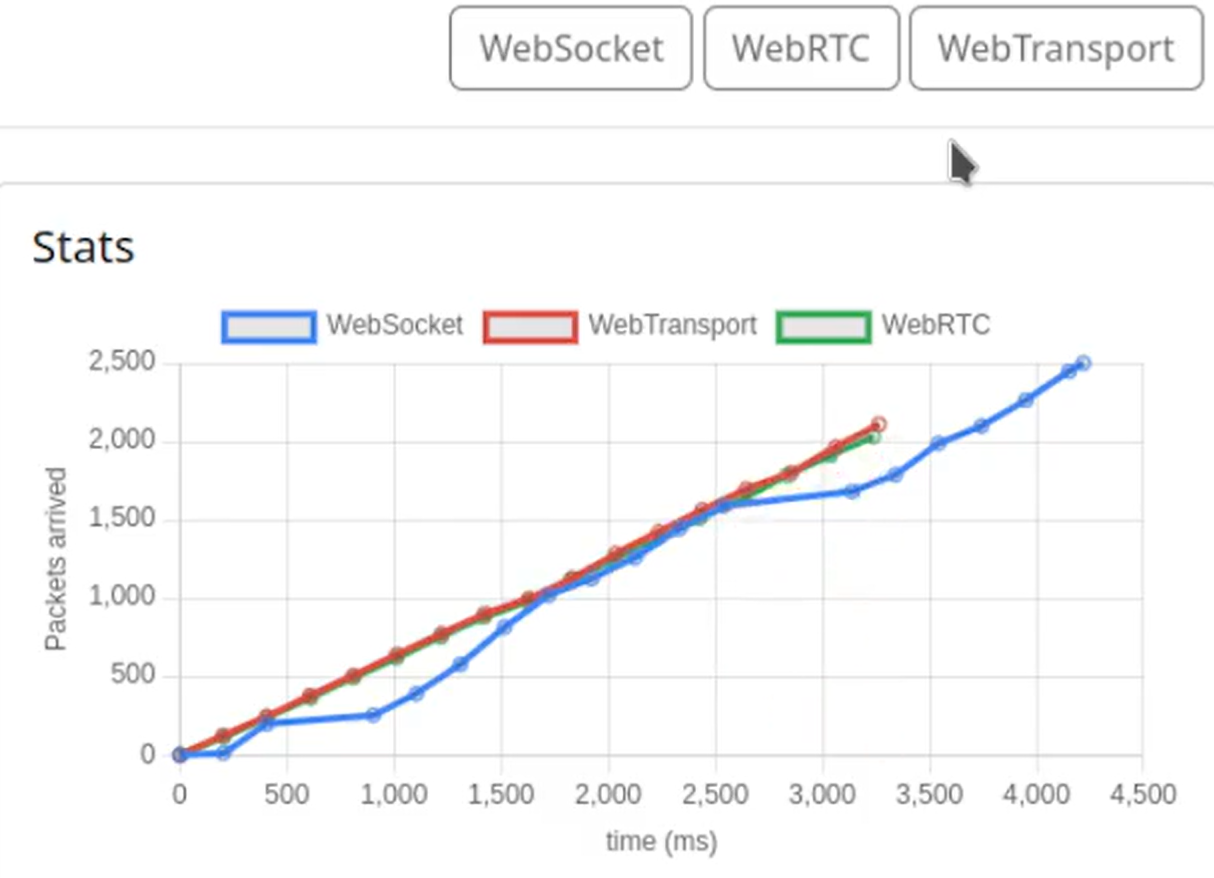 WebSocket WebRTC WebTransport
Stats
WebSocket WebTransport WebRTC
2,500
2,000
1,500
1,000
500
0
Packets arrived
0 500 1,000 1,500 2,000 2,500 3,000 3,500 4,000 4,500
time (ms)